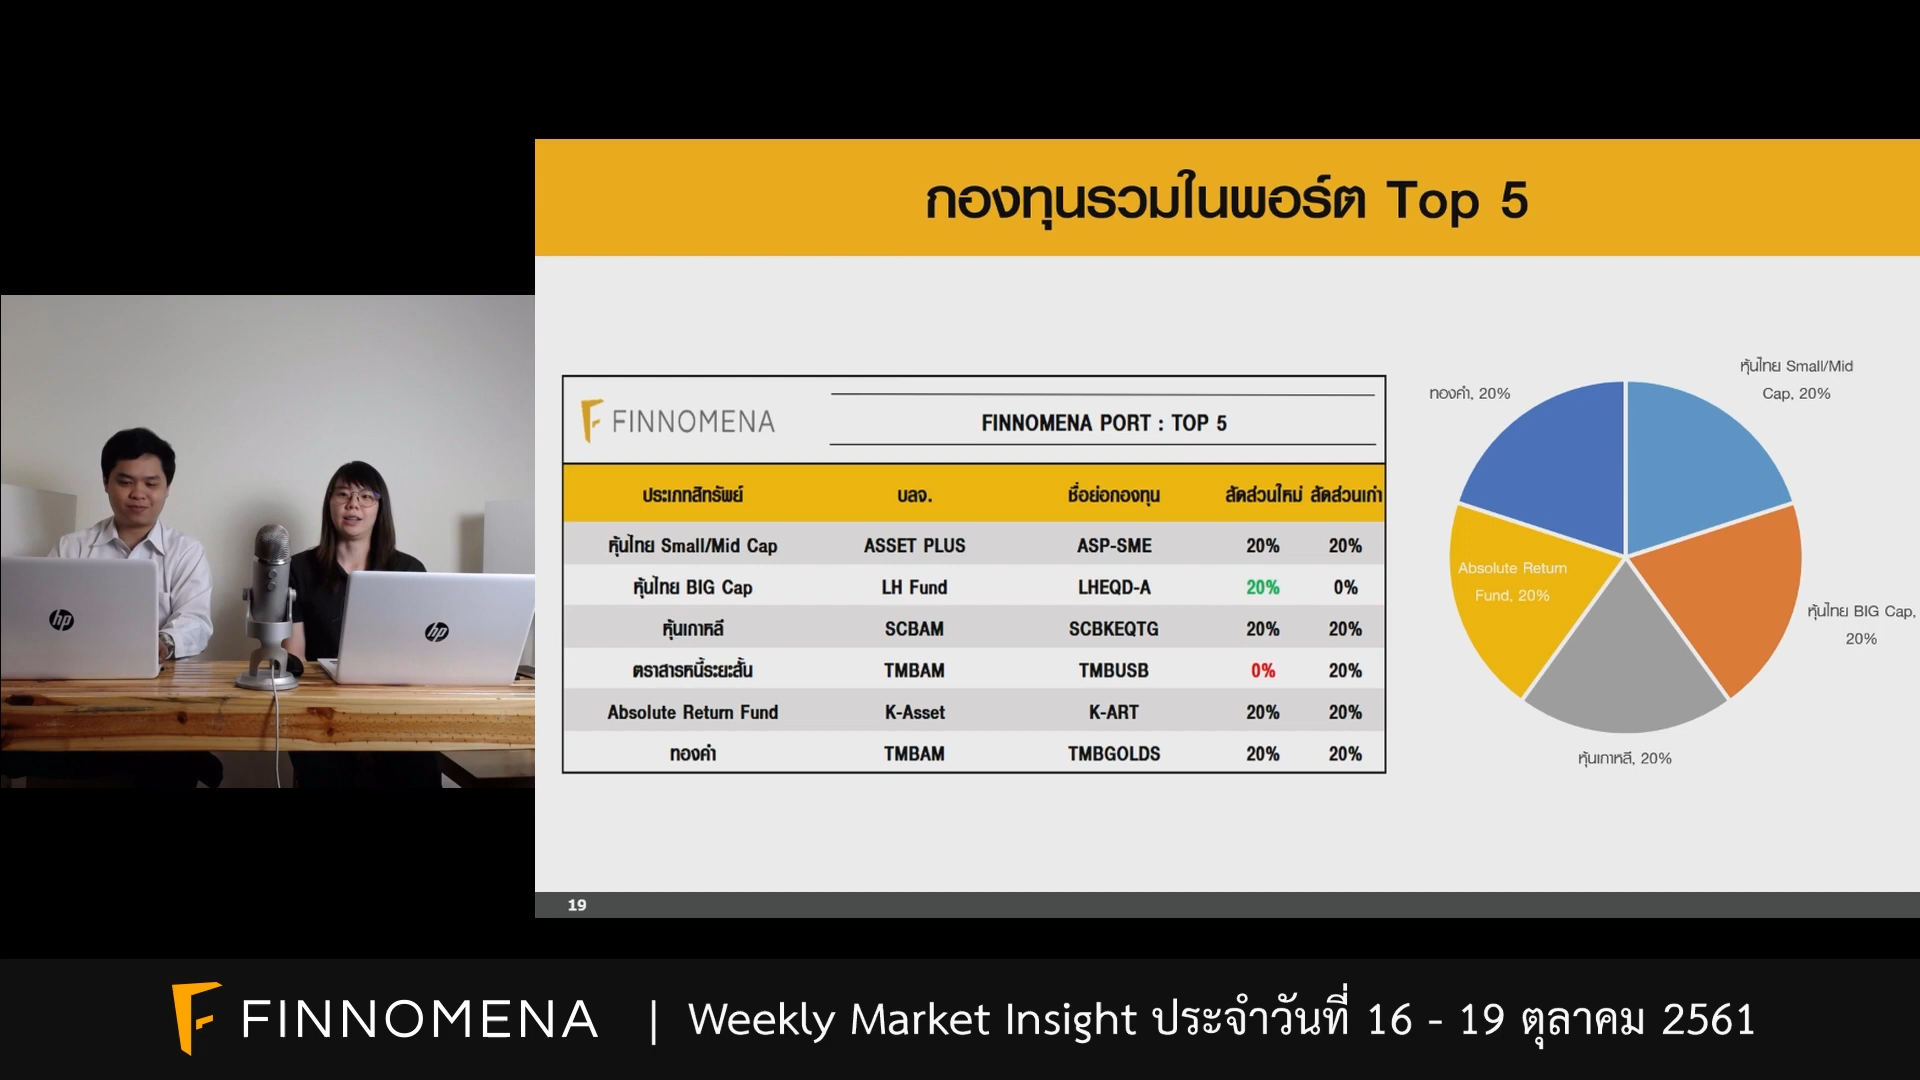 กองทุนรวมในพอร์ต Top 5
FINNOMENA
FINNOMENA PORT : TOP 5
ประเภทสิทรัพย์ บลจ. ชื่อย่อกองทุน สัดส่วนใหม่ สัดส่วนเก่า
หุ้นไทย Small/Mid Cap ASSET PLUS ASP-SME 20% 20%
หุ้นไทย BIG Cap LH Fund LHEQD-A 20% 0%
หุ้นเกาหลี SCBAM SCBKEQTG 20% 20%
ตราสารหนี้ระยะสั้น TMBAM TMBUSB 0% 20%
Absolute Return Fund K-Asset K-ART 20% 20%
ทองคำ TMBAM TMBGOLDS 20% 20%
ทองคำ, 20%
หุ้นไทย Small/Mid
Cap, 20%
Absolute Return
Fund, 20%
หุ้นไทย BIG Cap,
20%
หุ้นเกาหลี, 20%
hp
hp
19
FINNOMENA | Weekly Market Insight ประจำวันที่ 16 - 19 ตุลาคม 2561